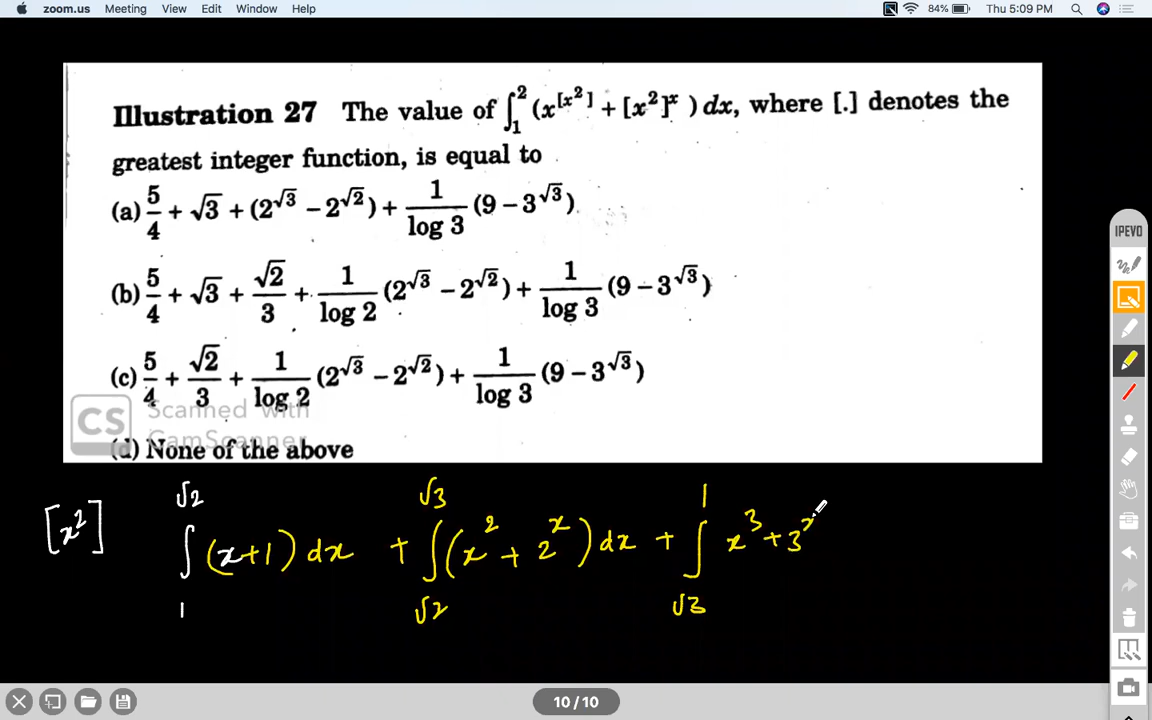 zoom.us Meeting View Edit Window Help 84% Thu 5:09 PM
Illustration 27 The value of ∫₁² (x^[x²] + [x²]^x ) dx, where [.] denotes the
greatest integer function, is equal to
(a) 5/4 + √3 + (2^√3 – 2^√2) + 1/log 3 (9 – 3^√3)
(b) 5/4 + √3 + √2/3 + 1/log 2 (2^√3 – 2^√2) + 1/log 3 (9 – 3^√3)
(c) 5/4 + √2/3 + 1/log 2 (2^√3 – 2^√2) + 1/log 3 (9 – 3^√3)
CS Scanned with
CamScanner
(d) None of the above
[x²] ∫₁^√2 (x+1) dx + ∫_√2^√3 (x² + 2^x) dx + ∫_√3^1 x³ + 3^x
IPEVO
10 / 10